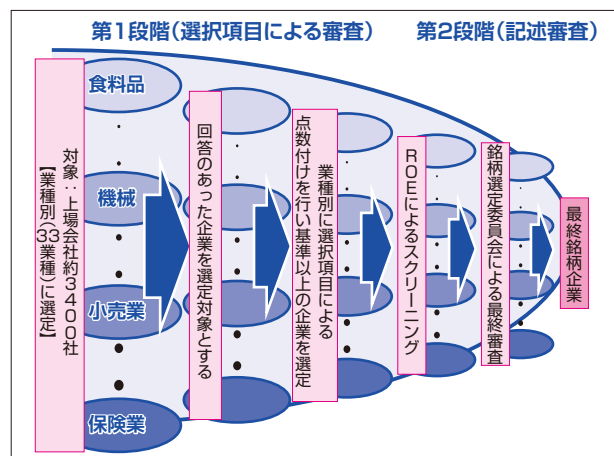 第1段階（選択項目による審査）
第2段階（記述審査）
対象：上場会社約3400社
【業種別（33業種）に選定】
食料品
機械
小売業
保険業
回答のあった企業を選定対象とする
業種別に選択項目による
点数付けを行い基準以上の企業を選定
ROEによるスクリーニング
銘柄選定委員会による最終審査
最終銘柄企業